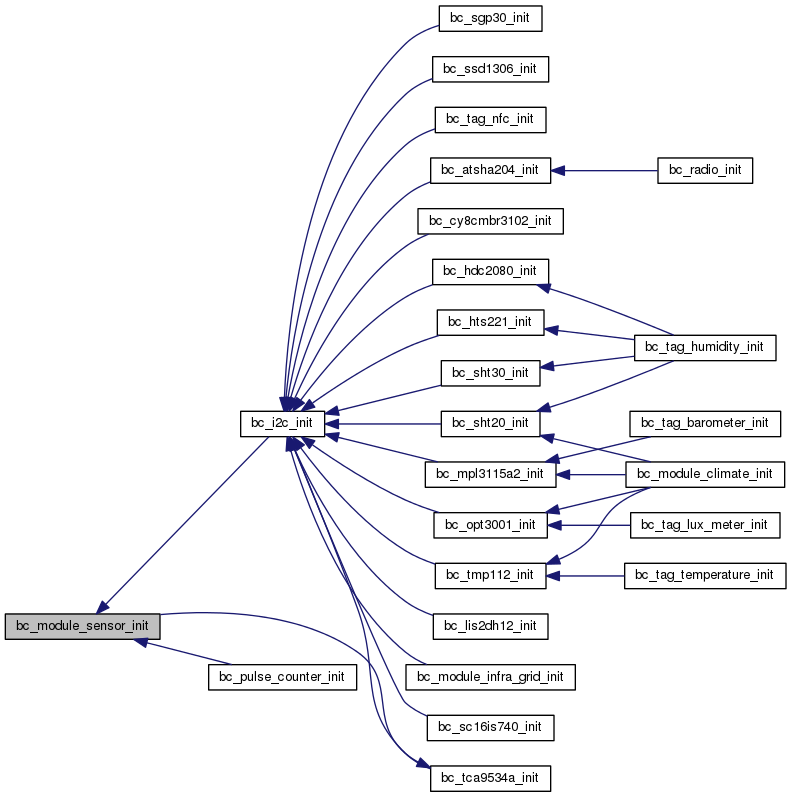 bc_sgp30_init
bc_ssd1306_init
bc_tag_nfc_init
bc_atsha204_init
bc_radio_init
bc_cy8cmbr3102_init
bc_hdc2080_init
bc_hts221_init
bc_tag_humidity_init
bc_sht30_init
bc_i2c_init
bc_sht20_init
bc_tag_barometer_init
bc_mpl3115a2_init
bc_module_climate_init
bc_opt3001_init
bc_tag_lux_meter_init
bc_tmp112_init
bc_tag_temperature_init
bc_module_sensor_init
bc_lis2dh12_init
bc_pulse_counter_init
bc_module_infra_grid_init
bc_sc16is740_init
bc_tca9534a_init